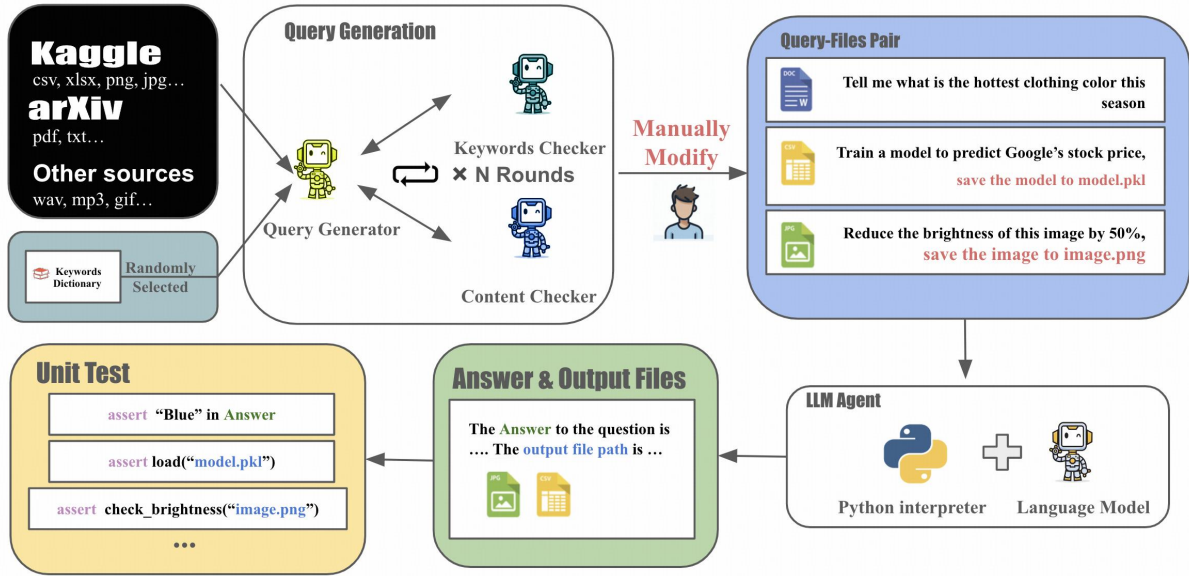 Kaggle
csv, xlsx, png, jpg…
arXiv
pdf, txt…
Other sources
wav, mp3, gif…
Keywords
Dictionary
Randomly
Selected
Query Generation
Query Generator
Keywords Checker
× N Rounds
Content Checker
Manually
Modify
Query-Files Pair
DOC
W
Tell me what is the hottest clothing color this
season
CSV
Train a model to predict Google’s stock price,
save the model to model.pkl
JPG
Reduce the brightness of this image by 50%,
save the image to image.png
LLM Agent
Python interpreter
Language Model
Answer & Output Files
The Answer to the question is
…. The output file path is …
JPG
CSV
Unit Test
assert “Blue” in Answer
assert load(“model.pkl”)
assert check_brightness(“image.png”)
…